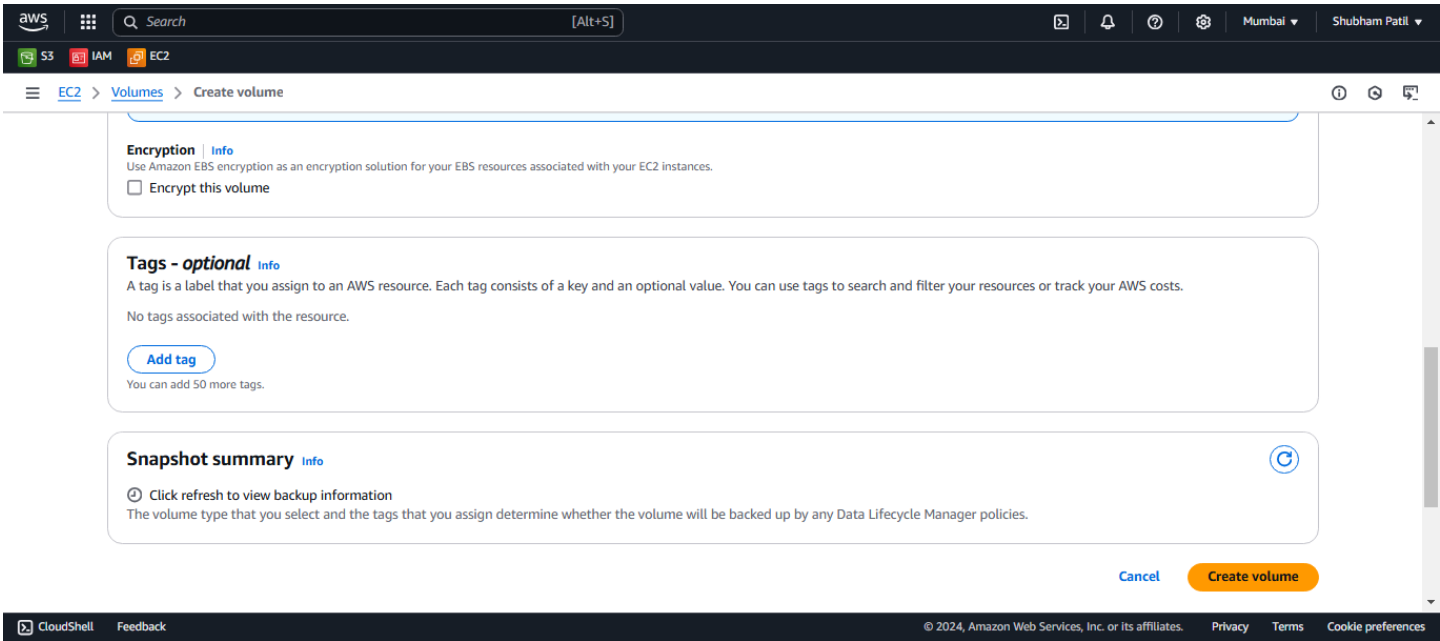 aws Search [Alt+S] Mumbai Shubham Patil
S3 IAM EC2
EC2 > Volumes > Create volume
Encryption | Info
Use Amazon EBS encryption as an encryption solution for your EBS resources associated with your EC2 instances.
Encrypt this volume
Tags - optional Info
A tag is a label that you assign to an AWS resource. Each tag consists of a key and an optional value. You can use tags to search and filter your resources or track your AWS costs.
No tags associated with the resource.
Add tag
You can add 50 more tags.
Snapshot summary Info
Click refresh to view backup information
The volume type that you select and the tags that you assign determine whether the volume will be backed up by any Data Lifecycle Manager policies.
Cancel Create volume
CloudShell Feedback © 2024, Amazon Web Services, Inc. or its affiliates. Privacy Terms Cookie preferences